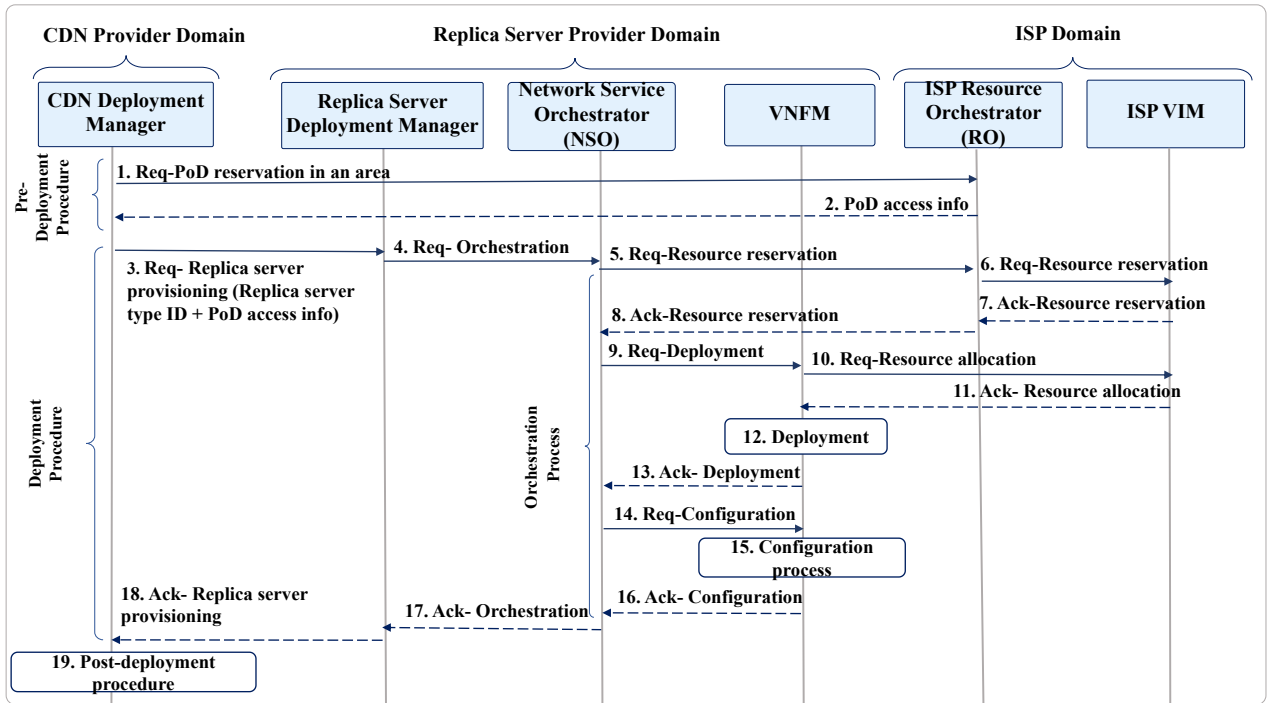 CDN Provider Domain
Replica Server Provider Domain
ISP Domain
CDN Deployment
Manager
Replica Server
Deployment Manager
Network Service
Orchestrator
(NSO)
VNFM
ISP Resource
Orchestrator
(RO)
ISP VIM
Pre-
Deployment
Procedure
1. Req-PoD reservation in an area
2. PoD access info
Deployment
Procedure
3. Req- Replica server
provisioning (Replica server
type ID + PoD access info)
4. Req- Orchestration
5. Req-Resource reservation
6. Req-Resource reservation
7. Ack-Resource reservation
8. Ack-Resource reservation
Orchestration
Process
9. Req-Deployment
10. Req-Resource allocation
11. Ack- Resource allocation
12. Deployment
13. Ack- Deployment
14. Req-Configuration
15. Configuration
process
16. Ack- Configuration
17. Ack- Orchestration
18. Ack- Replica server
provisioning
19. Post-deployment
procedure